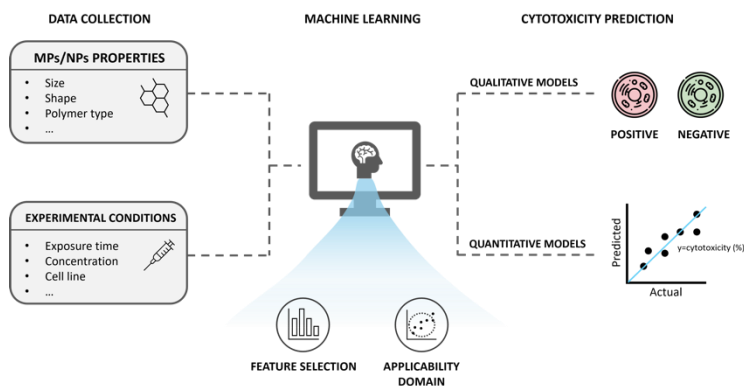 DATA COLLECTION
MACHINE LEARNING
CYTOTOXICITY PREDICTION
MPs/NPs PROPERTIES
• Size
• Shape
• Polymer type
• ...
EXPERIMENTAL CONDITIONS
• Exposure time
• Concentration
• Cell line
• ...
FEATURE SELECTION
APPLICABILITY
DOMAIN
QUALITATIVE MODELS
POSITIVE
NEGATIVE
QUANTITATIVE MODELS
Predicted
y=cytotoxicity (%)
Actual